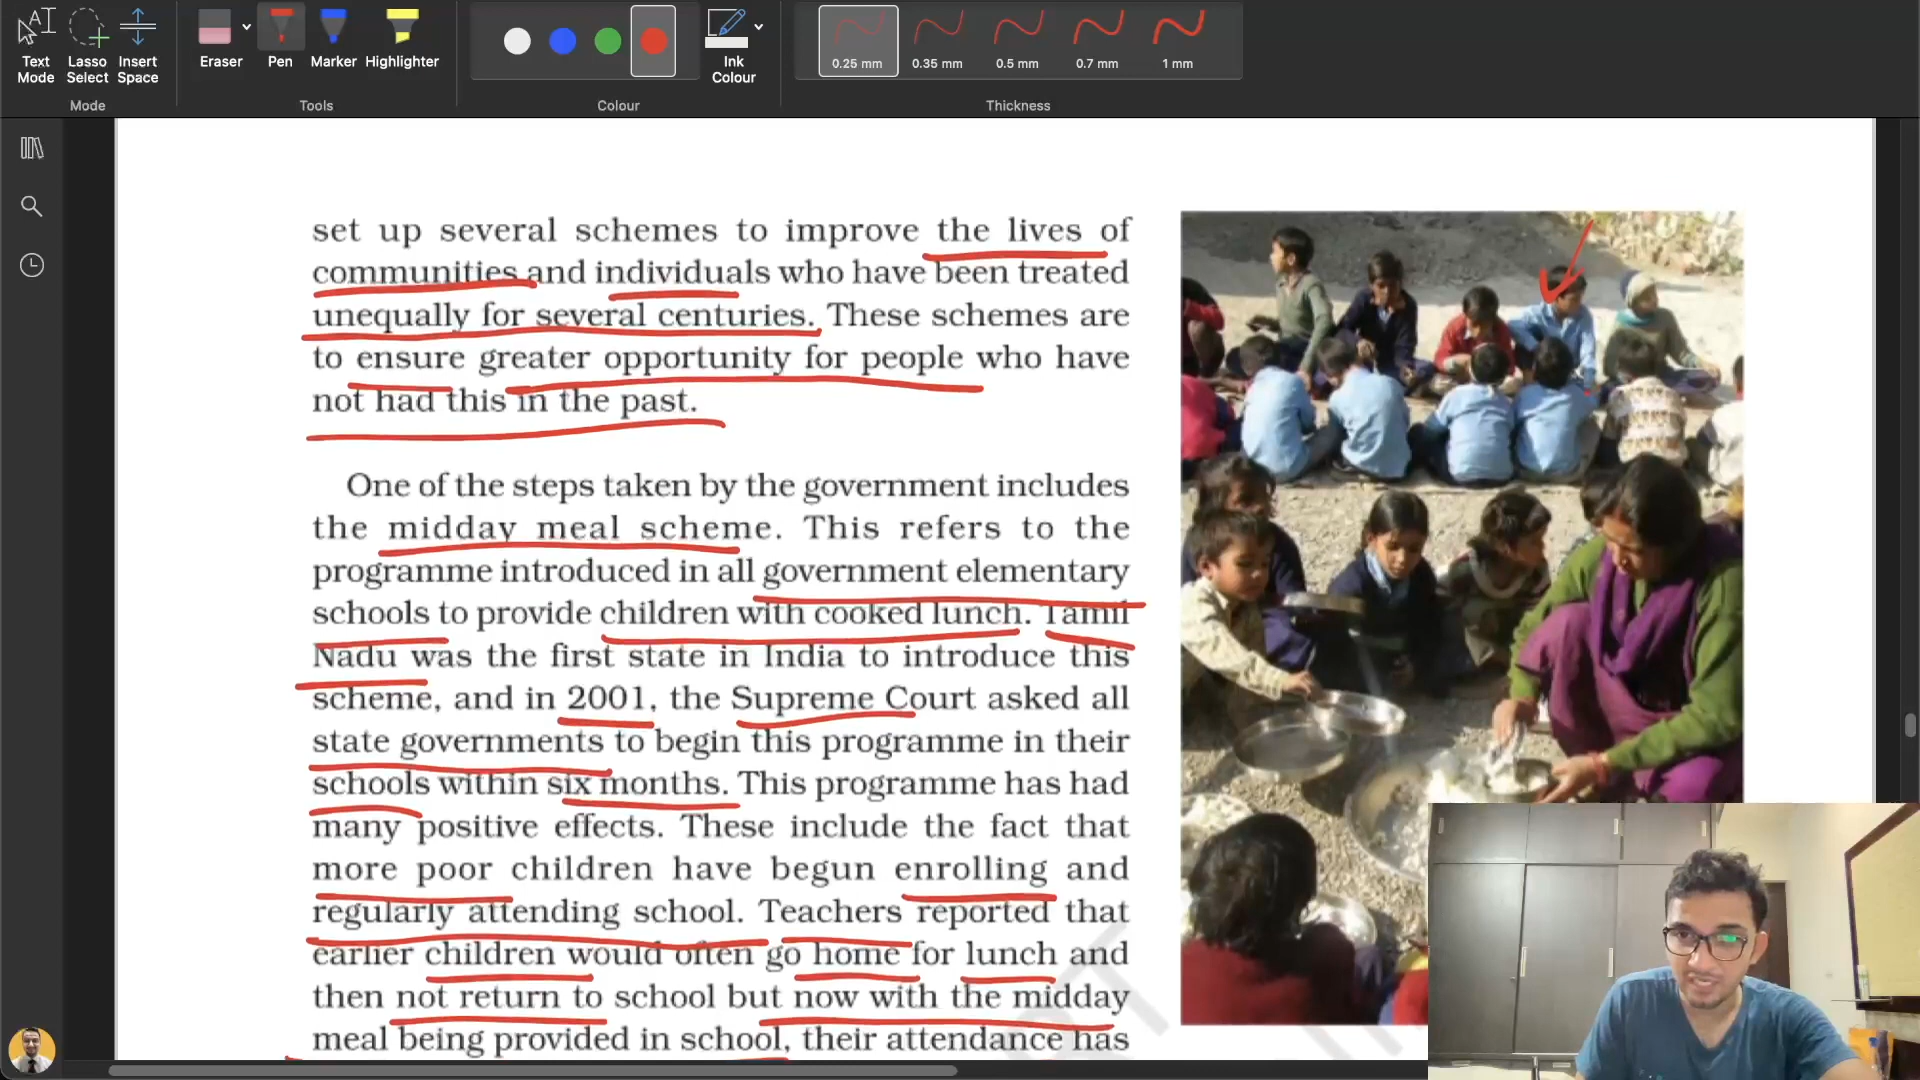 Text
Mode
Lasso
Select
Insert
Space
Eraser
Pen
Marker
Highlighter
Ink
Colour
0.25 mm
0.35 mm
0.5 mm
0.7 mm
1 mm
Mode
Tools
Colour
Thickness
set up several schemes to improve the lives of
communities and individuals who have been treated
unequally for several centuries. These schemes are
to ensure greater opportunity for people who have
not had this in the past.
One of the steps taken by the government includes
the midday meal scheme. This refers to the
programme introduced in all government elementary
schools to provide children with cooked lunch. Tamil
Nadu was the first state in India to introduce this
scheme, and in 2001, the Supreme Court asked all
state governments to begin this programme in their
schools within six months. This programme has had
many positive effects. These include the fact that
more poor children have begun enrolling and
regularly attending school. Teachers reported that
earlier children would often go home for lunch and
then not return to school but now with the midday
meal being provided in school, their attendance has